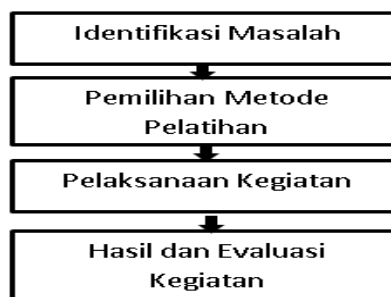 Identifikasi Masalah
Pemilihan Metode
Pelatihan
Pelaksanaan Kegiatan
Hasil dan Evaluasi
Kegiatan